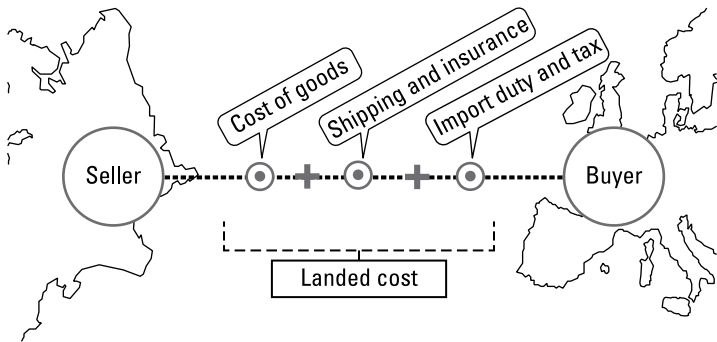 Cost of goods
Shipping and insurance
Import duty and tax
Seller
Buyer
Landed cost